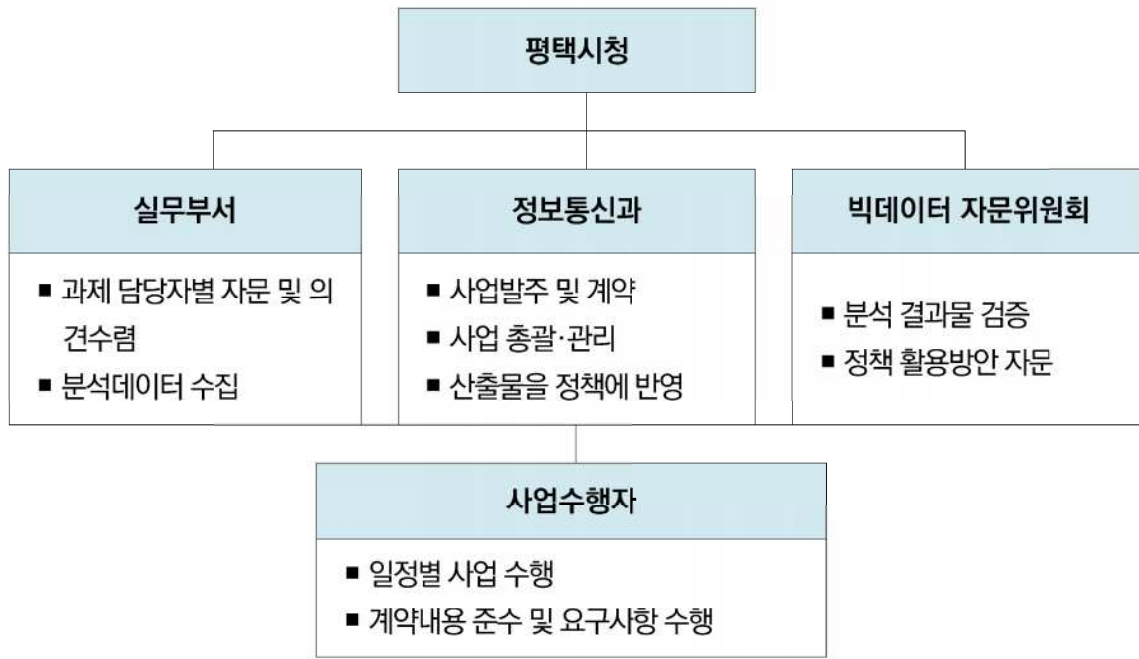 평택시청
실무부서
■ 과제 담당자별 자문 및 의
견수렴
■ 분석데이터 수집
정보통신과
■ 사업발주 및 계약
■ 사업 총괄·관리
■ 산출물을 정책에 반영
빅데이터 자문위원회
■ 분석 결과물 검증
■ 정책 활용방안 자문
사업수행자
■ 일정별 사업 수행
■ 계약내용 준수 및 요구사항 수행